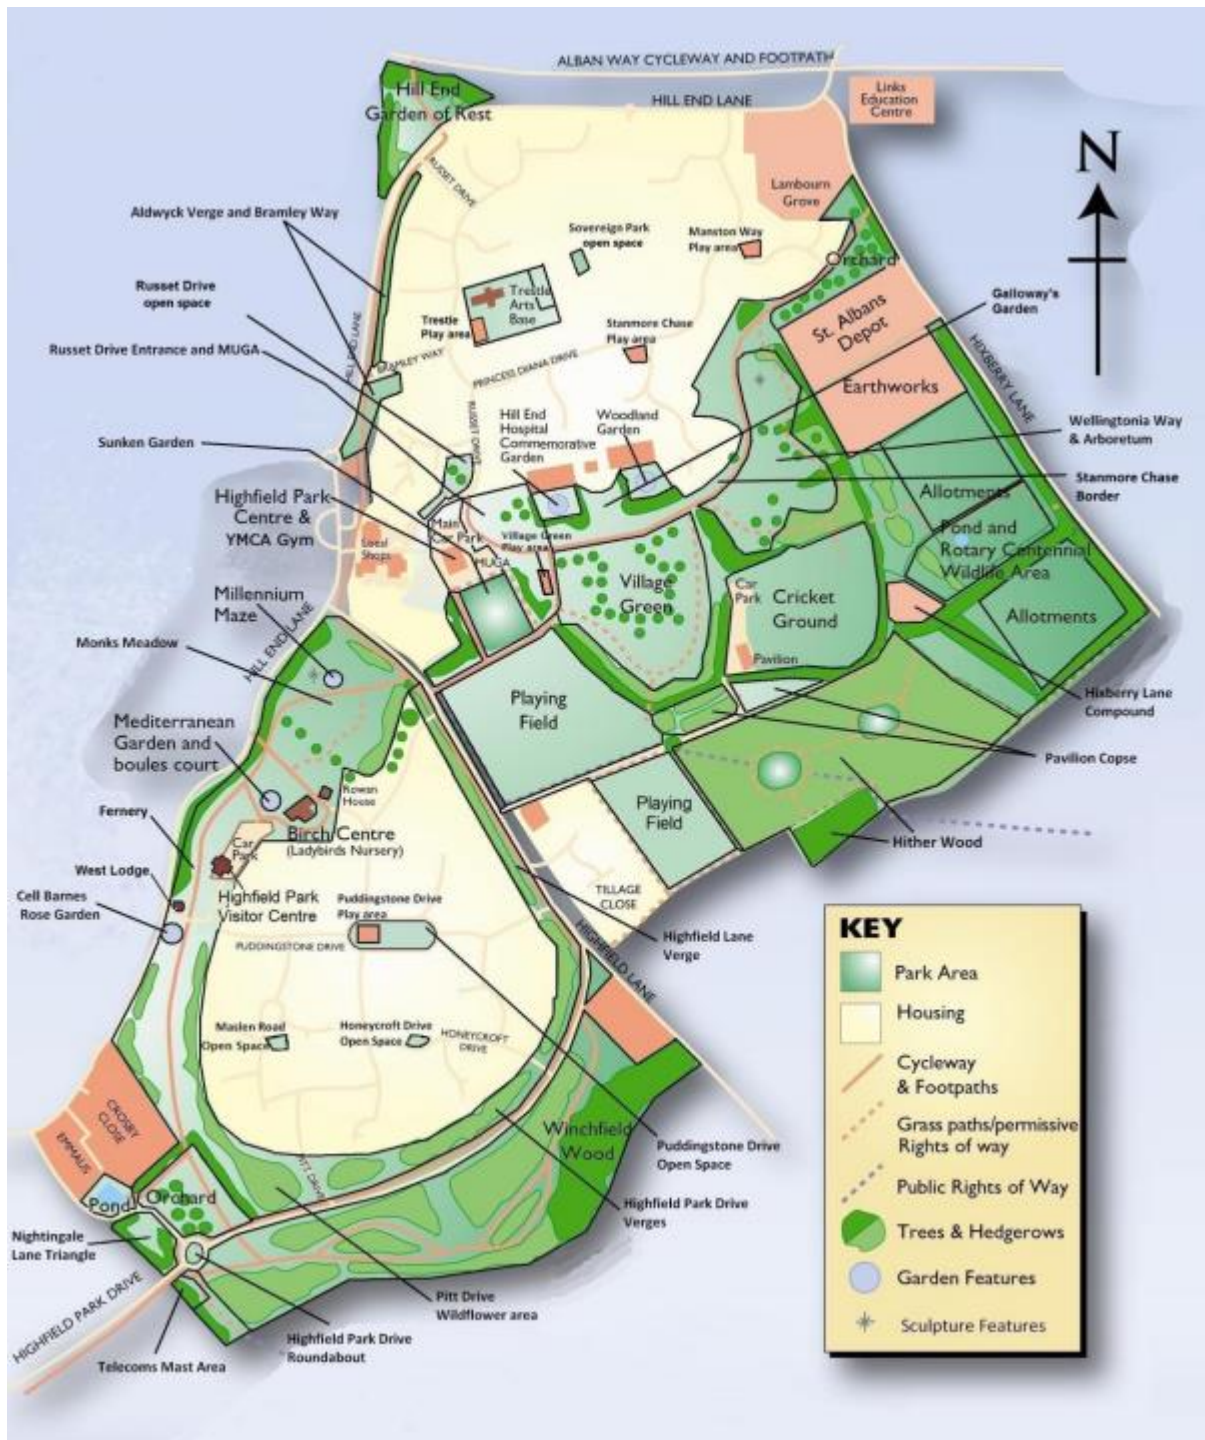 ALBAN WAY CYCLEWAY AND FOOTPATH
HILL END LANE
Links
Education
Centre
Hill End
Garden of Rest
N
RUSSET DRIVE
Lambourn
Grove
Aldwyck Verge and Bramley Way
Sovereign Park
open space
Manston Way
Play area
Orchard
Russet Drive
open space
Trestle
Arts
Base
Galloway's
Garden
Trestle
Play area
Stanmore Chase
Play area
St. Albans
Depot
HILL END LANE
Russet Drive Entrance and MUGA
BRAMLEY WAY
PRINCESS DIANA DRIVE
HIXBERRY LANE
Earthworks
RUSSET DRIVE
Hill End
Hospital
Commemorative
Garden
Woodland
Garden
Wellingtonia Way
& Arboretum
Sunken Garden
Stanmore Chase
Border
Highfield Park
Centre &
YMCA Gym
Allotments
Main
Car Park
Local
Shops
Village Green
Play area
MUGA
Pond and
Rotary Centennial
Wildlife Area
Village
Green
Car
Park
Cricket
Ground
Millennium
Maze
Allotments
HILL END LANE
Monks Meadow
Pavilion
Hixberry Lane
Compound
Playing
Field
Mediterranean
Garden and
boules court
Pavilion Copse
Rowan
House
Playing
Field
Fernery
Birch Centre
(Ladybirds Nursery)
Car
Park
Hither Wood
West Lodge
Cell Barnes
Rose Garden
Highfield Park
Visitor Centre
Puddingstone Drive
Play area
TILLAGE
CLOSE
PUDDINGSTONE DRIVE
Highfield Lane
Verge
HIGHFIELD LANE
KEY
Park Area
Housing
Cycleway
& Footpaths
Grass paths/permissive
Rights of way
Public Rights of Way
Trees & Hedgerows
Garden Features
Sculpture Features
Maslen Road
Open Space
Honeycroft Drive
Open Space
HONEYCROFT
DRIVE
CROSBY
CLOSE
EMMAUS
Winchfield
Wood
Puddingstone Drive
Open Space
PITT DRIVE
Pond
Orchard
Highfield Park Drive
Verges
Nightingale
Lane Triangle
HIGHFIELD PARK DRIVE
Pitt Drive
Wildflower area
Highfield Park Drive
Roundabout
Telecoms Mast Area